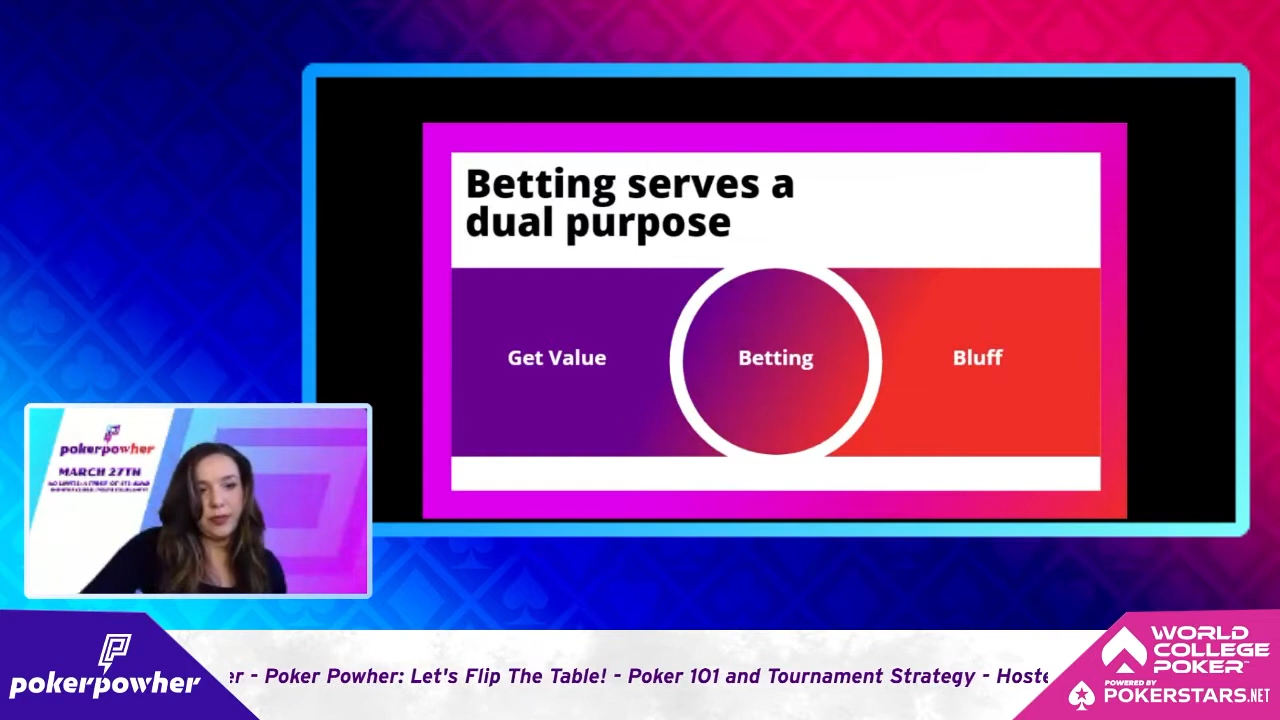 Betting serves a
dual purpose
Get Value
Betting
Bluff
pokerpowher
MARCH 27TH
pokerpowher
er - Poker Powher: Let's Flip The Table! - Poker 101 and Tournament Strategy - Hoste
WORLD
COLLEGE
POKER
POWERED BY
POKERSTARS.NET